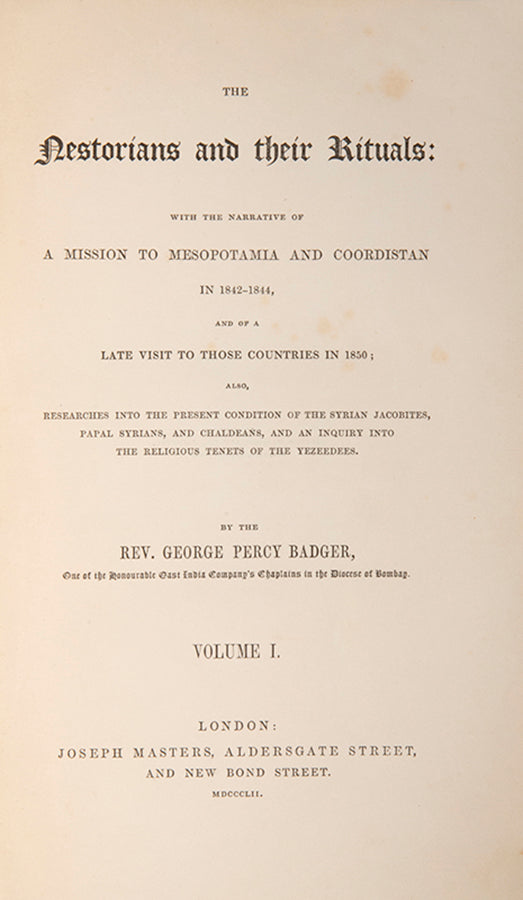 THE
Nestorians and their Rituals:
WITH THE NARRATIVE OF
A MISSION TO MESOPOTAMIA AND COORDISTAN
IN 1842–1844,
AND OF A
LATE VISIT TO THOSE COUNTRIES IN 1850;
ALSO,
RESEARCHES INTO THE PRESENT CONDITION OF THE SYRIAN JACOBITES,
PAPAL SYRIANS, AND CHALDEANS, AND AN INQUIRY INTO
THE RELIGIOUS TENETS OF THE YEZEEDEES.
BY THE
REV. GEORGE PERCY BADGER,
One of the Honourable East India Company's Chaplains in the Diocese of Bombay.
VOLUME I.
LONDON:
JOSEPH MASTERS, ALDERSGATE STREET,
AND NEW BOND STREET.
MDCCCLII.